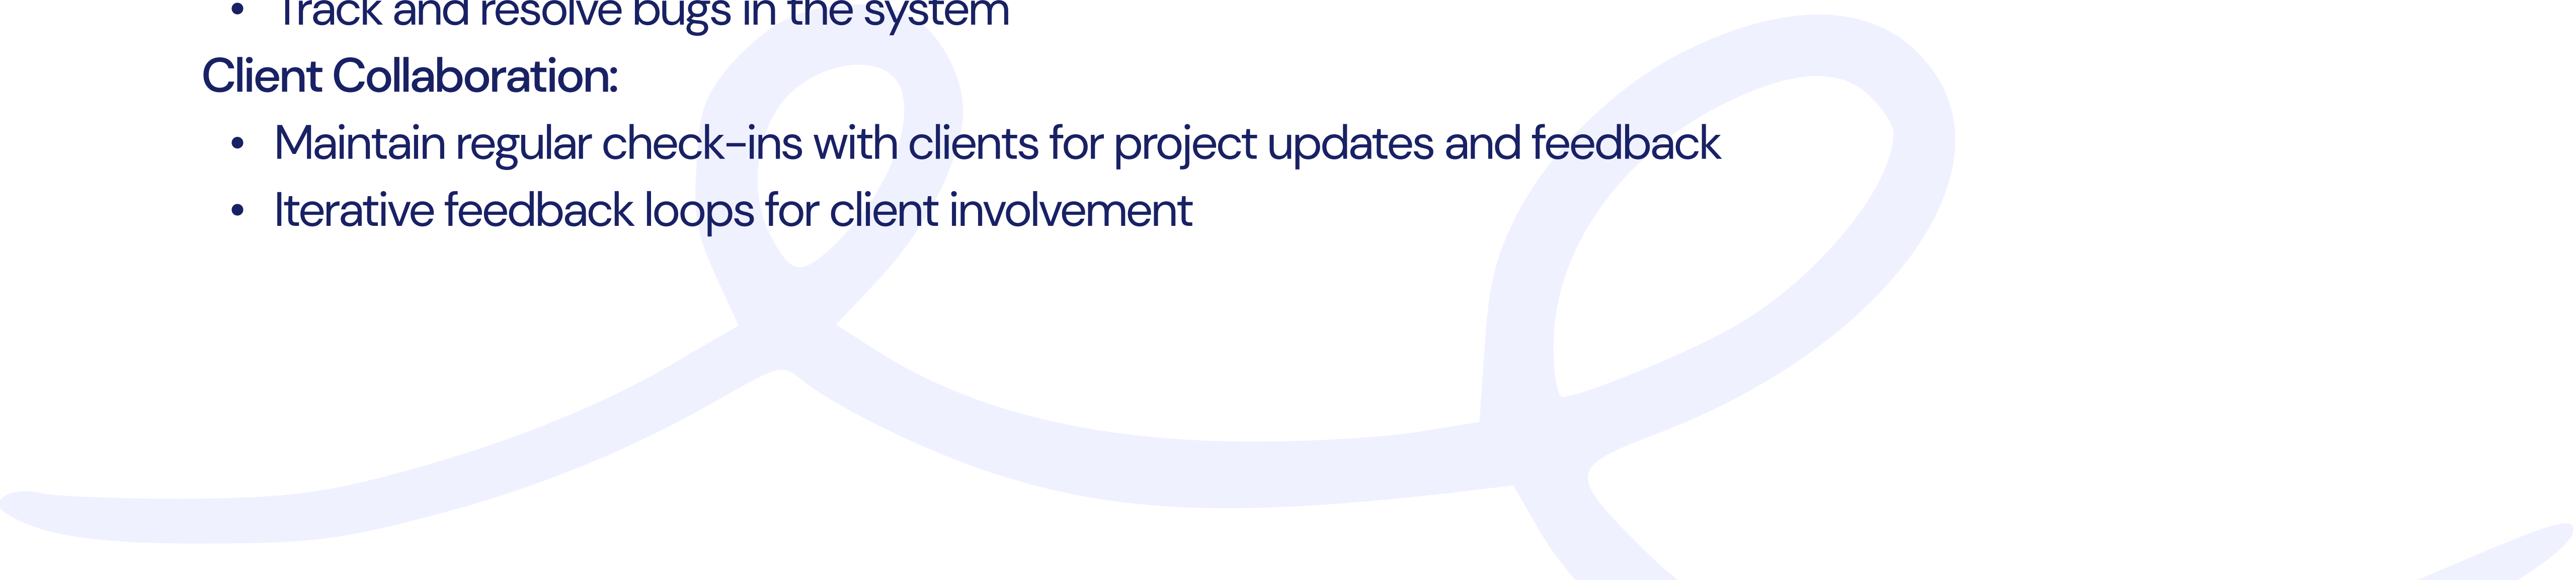 • Track and resolve bugs in the system
Client Collaboration:
• Maintain regular check-ins with clients for project updates and feedback
• Iterative feedback loops for client involvement